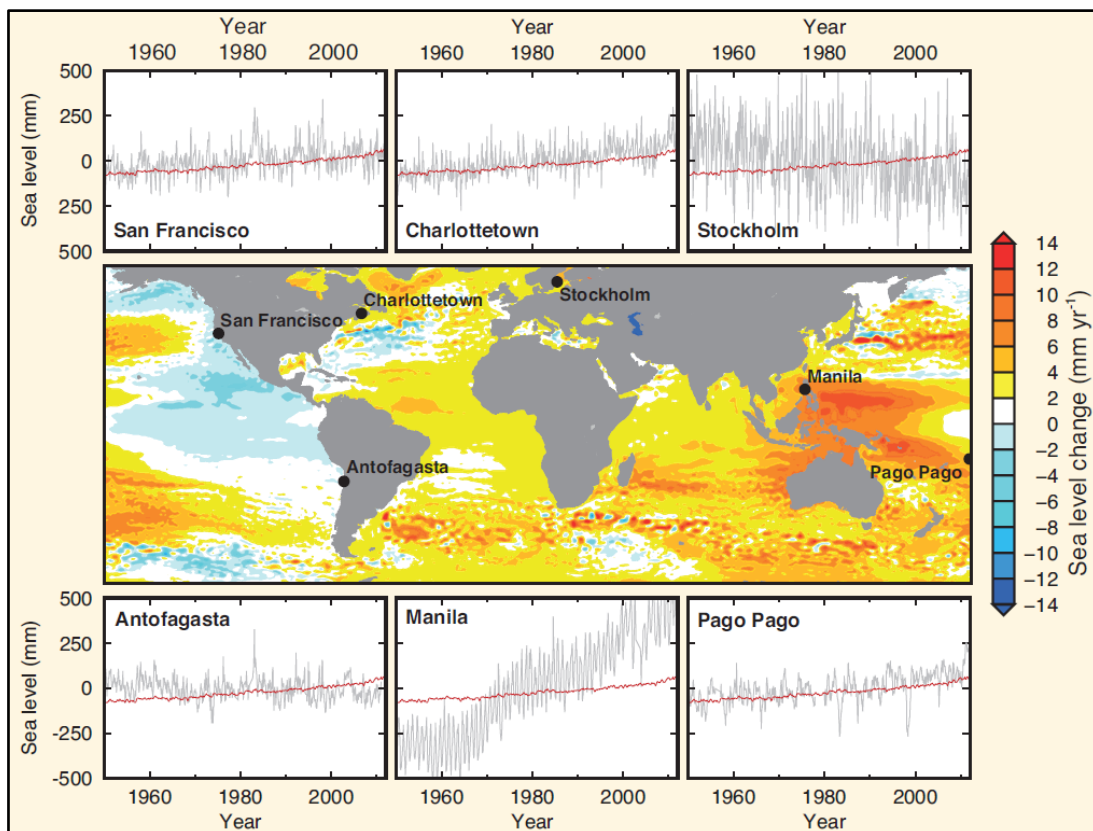 Year Year
1960 1980 2000 1960 1980 2000 1960 1980 2000
500
250
0
250
500
Sea level (mm)
San Francisco
Charlottetown
Stockholm
Charlottetown
Stockholm
San Francisco
Manila
Antofagasta
Pago Pago
14
12
10
8
6
4
2
0
−2
−4
−6
−8
−10
−12
−14
Sea level change (mm yr-1)
Antofagasta
Manila
Pago Pago
500
250
0
-250
-500
Sea level (mm)
1960 1980 2000 1960 1980 2000 1960 1980 2000
Year Year Year